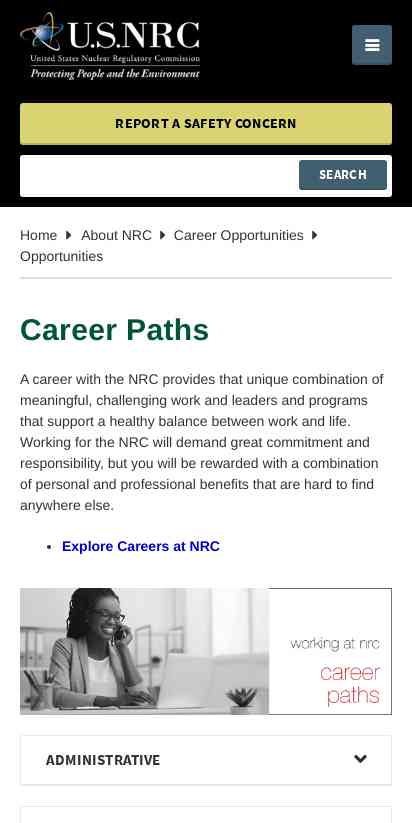 U.S.NRC
United States Nuclear Regulatory Commission
Protecting People and the Environment
REPORT A SAFETY CONCERN
SEARCH
Home About NRC Career Opportunities
Opportunities
Career Paths
A career with the NRC provides that unique combination of
meaningful, challenging work and leaders and programs
that support a healthy balance between work and life.
Working for the NRC will demand great commitment and
responsibility, but you will be rewarded with a combination
of personal and professional benefits that are hard to find
anywhere else.
• Explore Careers at NRC
working at nrc
career
paths
ADMINISTRATIVE